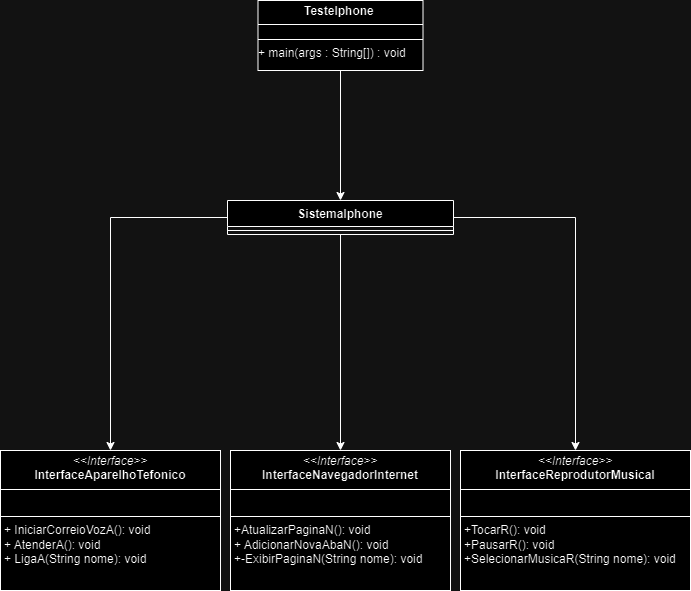 TesteIphone
+ main(args : String[]) : void
SistemaIphone
<<Interface>>
InterfaceAparelhoTefonico
+ IniciarCorreioVozA(): void
+ AtenderA(): void
+ LigaA(String nome): void
<<Interface>>
InterfaceNavegadorInternet
+AtualizarPaginaN(): void
+ AdicionarNovaAbaN(): void
+-ExibirPaginaN(String nome): void
<<Interface>>
InterfaceReprodutorMusical
+TocarR(): void
+PausarR(): void
+SelecionarMusicaR(String nome): void